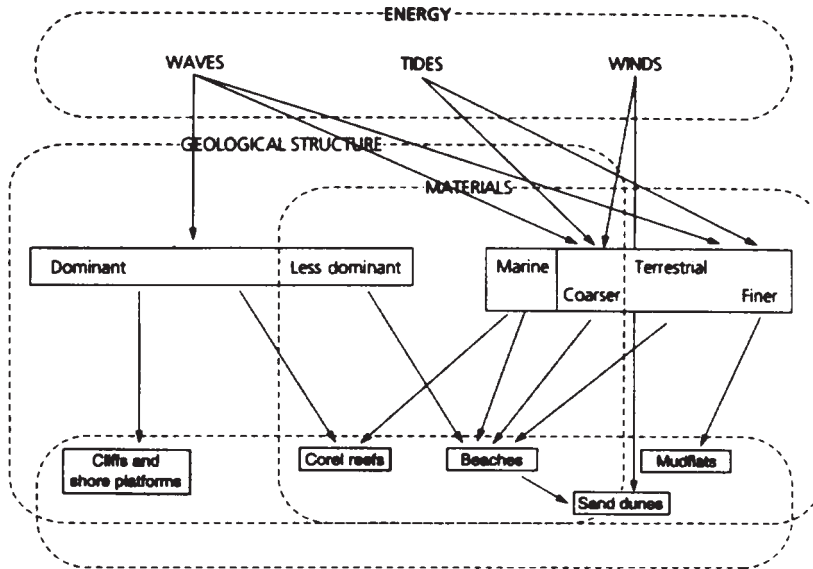 ENERGY
WAVES TIDES WINDS
GEOLOGICAL STRUCTURE
MATERIALS
Dominant Less dominant Marine Terrestrial
Coarser Finer
Cliffs and
shore platforms
Corel reefs Beaches Mudflats
Sand dunes